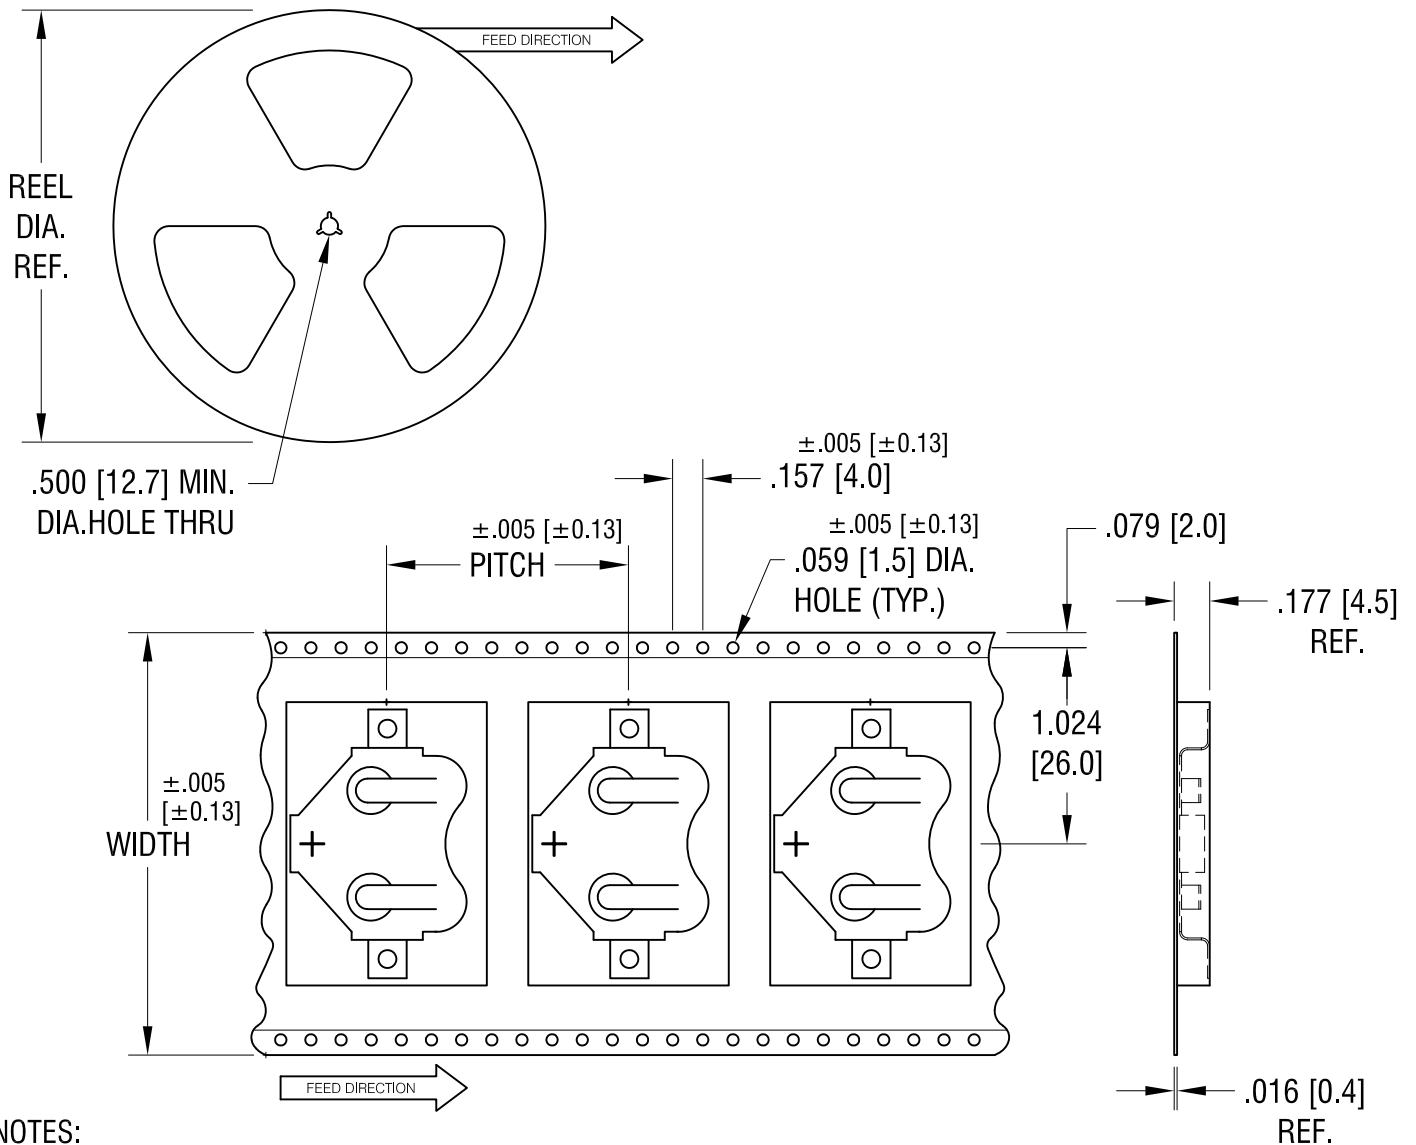 FEED DIRECTION
REEL
DIA.
REF.
.500 [12.7] MIN.
DIA.HOLE THRU
±.005 [±0.13]
.157 [4.0]
±.005 [±0.13]
PITCH
±.005 [±0.13]
.059 [1.5] DIA.
HOLE (TYP.)
.079 [2.0]
.177 [4.5]
REF.
1.024
[26.0]
±.005
[±0.13]
WIDTH
+ + +
FEED DIRECTION
.016 [0.4]
REF.
NOTES: